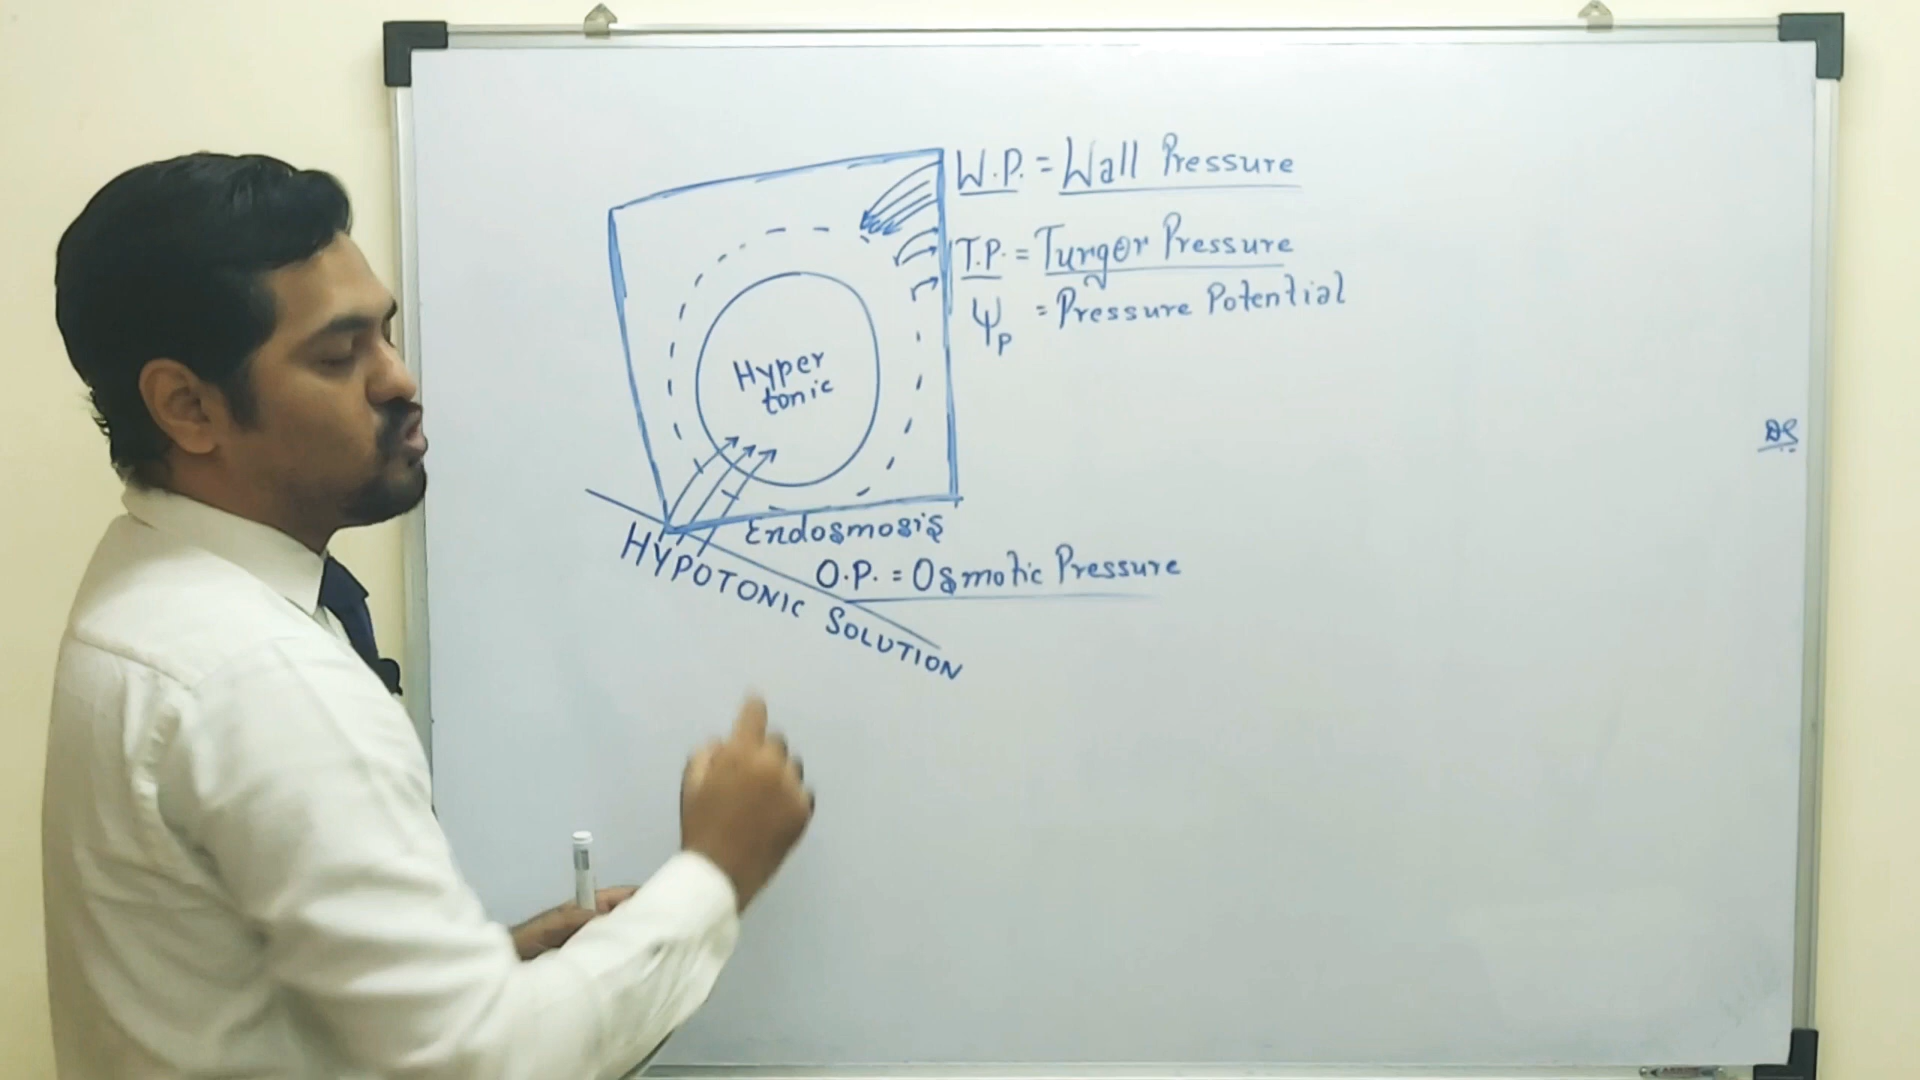 W.P. = Wall Pressure
T.P. = Turgor Pressure
Ψp = Pressure Potential
Hyper
tonic
Endosmosis
O.P. = Osmotic Pressure
HYPOTONIC SOLUTION